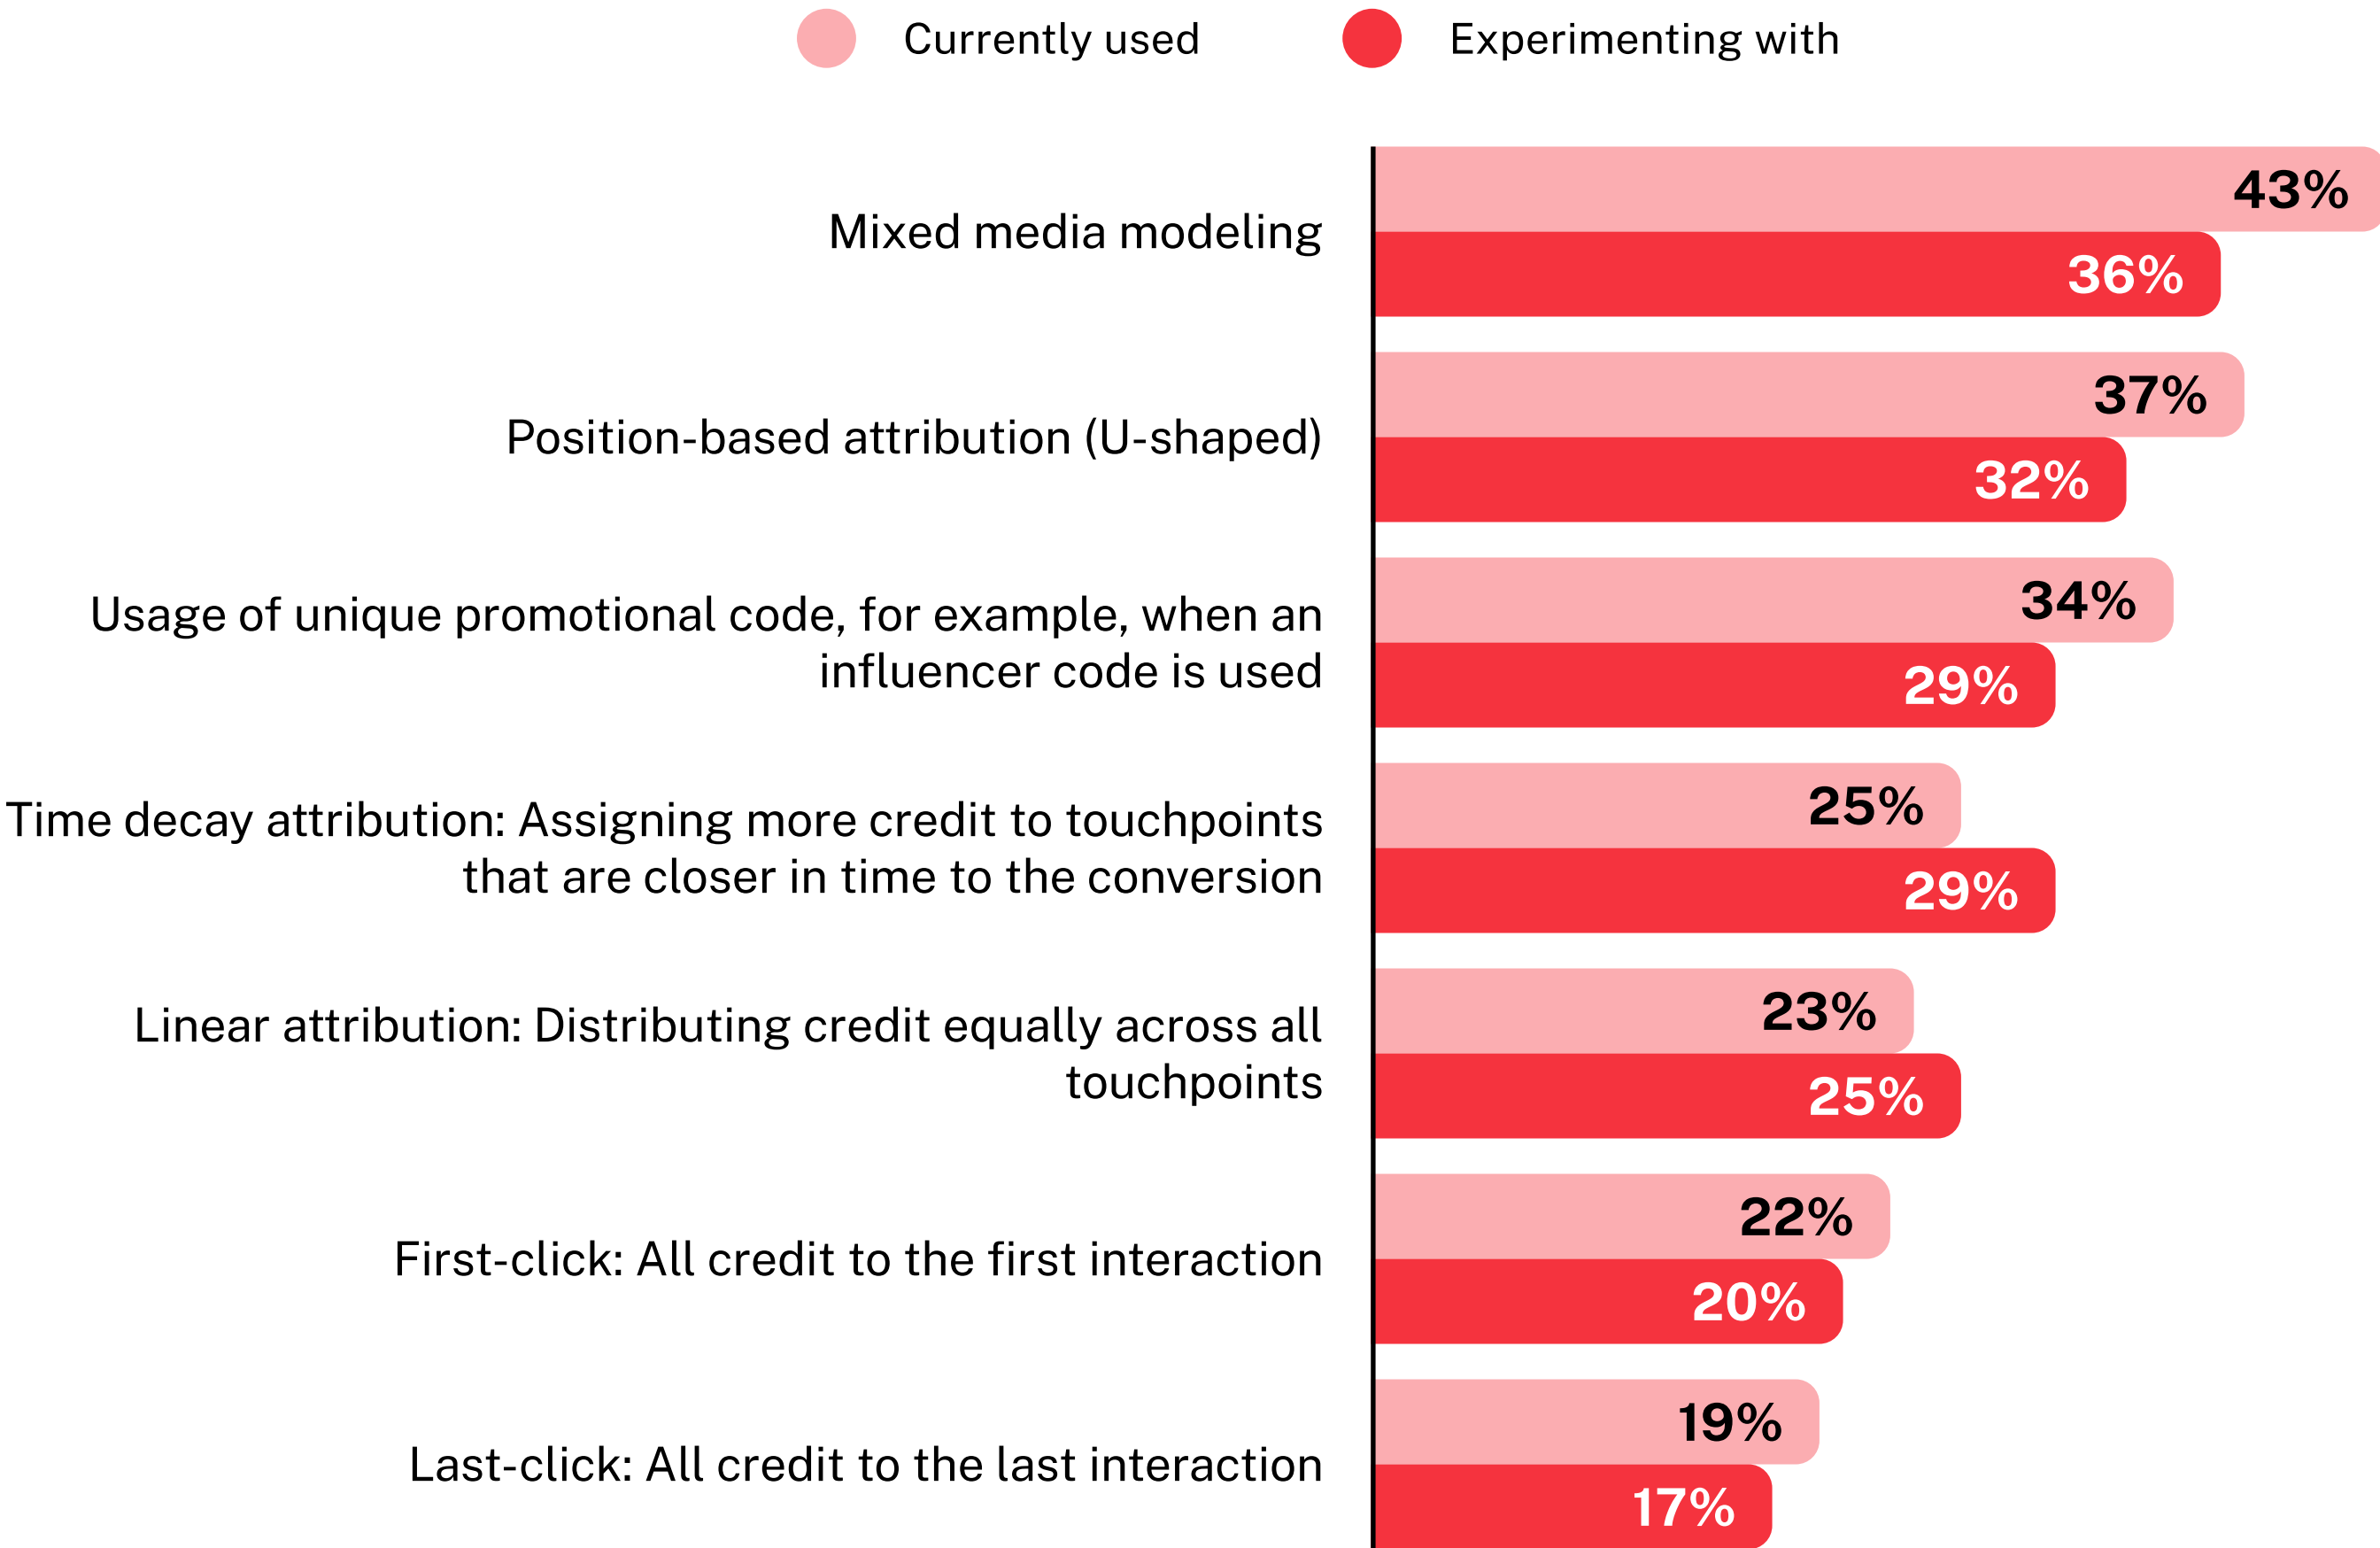 Currently used
Experimenting with
Mixed media modeling
43%
36%
Position-based attribution (U-shaped)
37%
32%
Usage of unique promotional code, for example, when an
influencer code is used
34%
29%
Time decay attribution: Assigning more credit to touchpoints
that are closer in time to the conversion
25%
29%
Linear attribution: Distributing credit equally across all
touchpoints
23%
25%
First-click: All credit to the first interaction
22%
20%
Last-click: All credit to the last interaction
19%
17%